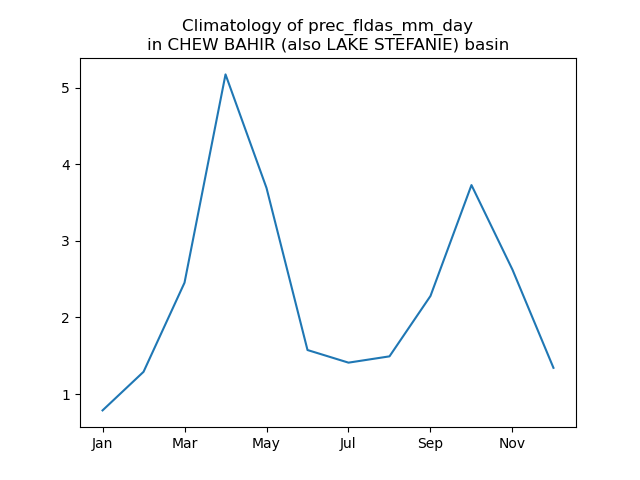 Climatology of prec_fldas_mm_day
in CHEW BAHIR (also LAKE STEFANIE) basin
5
4
3
2
1
Jan Mar May Jul Sep Nov